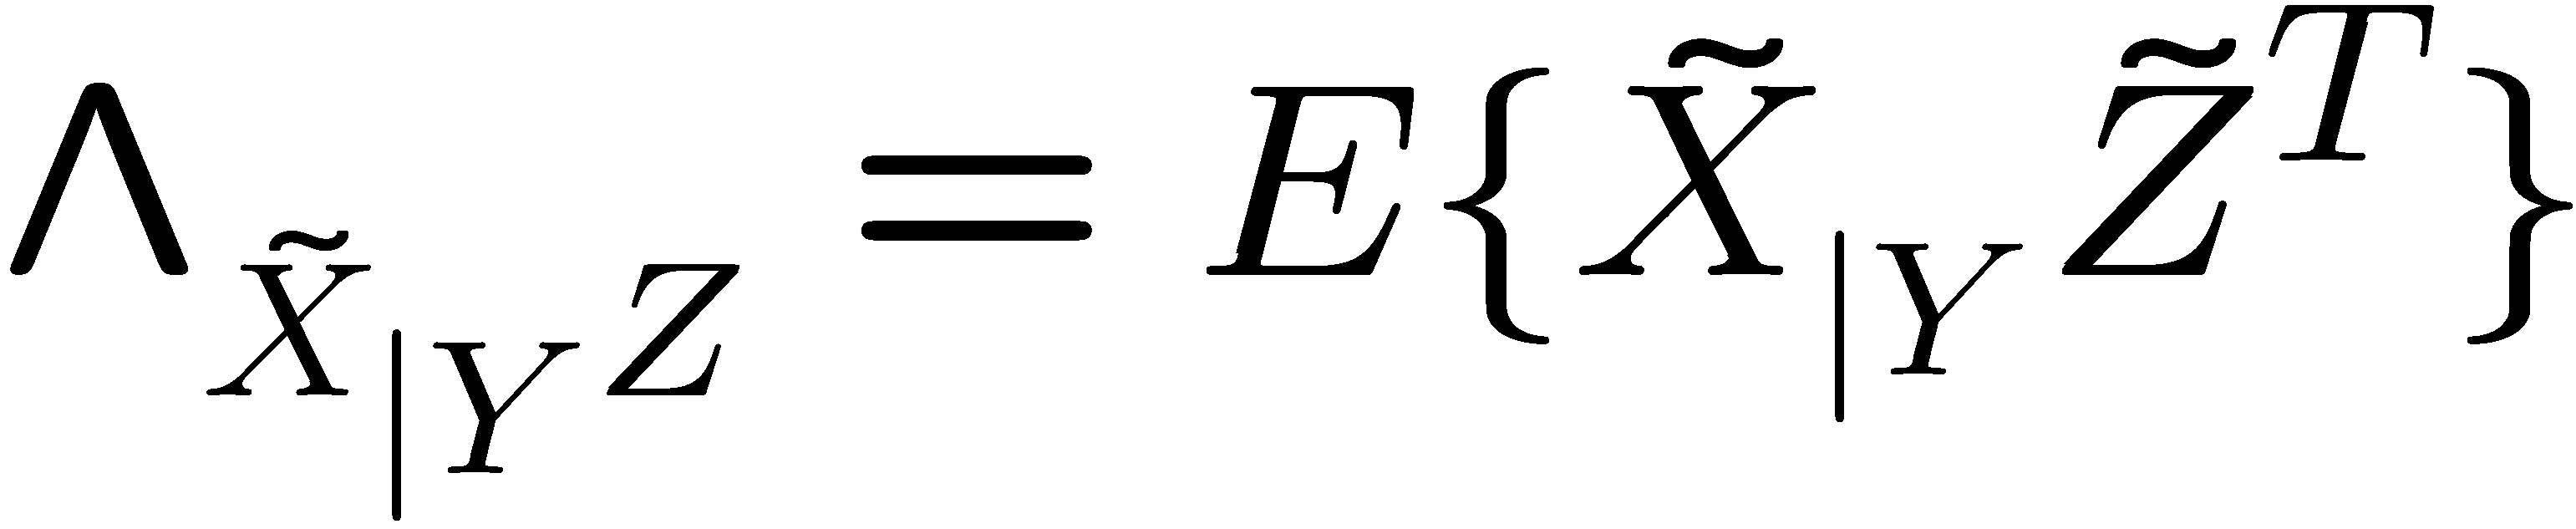 Λ_{\tilde{X}_{|Y} Z} = E\{\tilde{X}_{|Y} \tilde{Z}^T\}